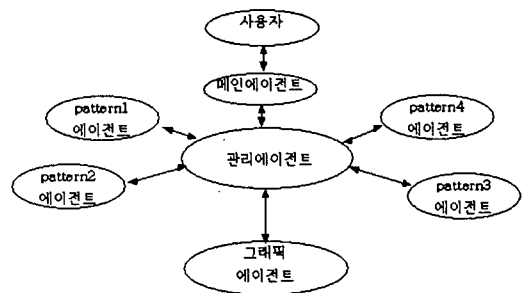 사용자
메인에이전트
pattern1
에이전트
pattern4
에이전트
관리에이전트
pattern2
에이전트
pattern3
에이전트
그래픽
에이전트